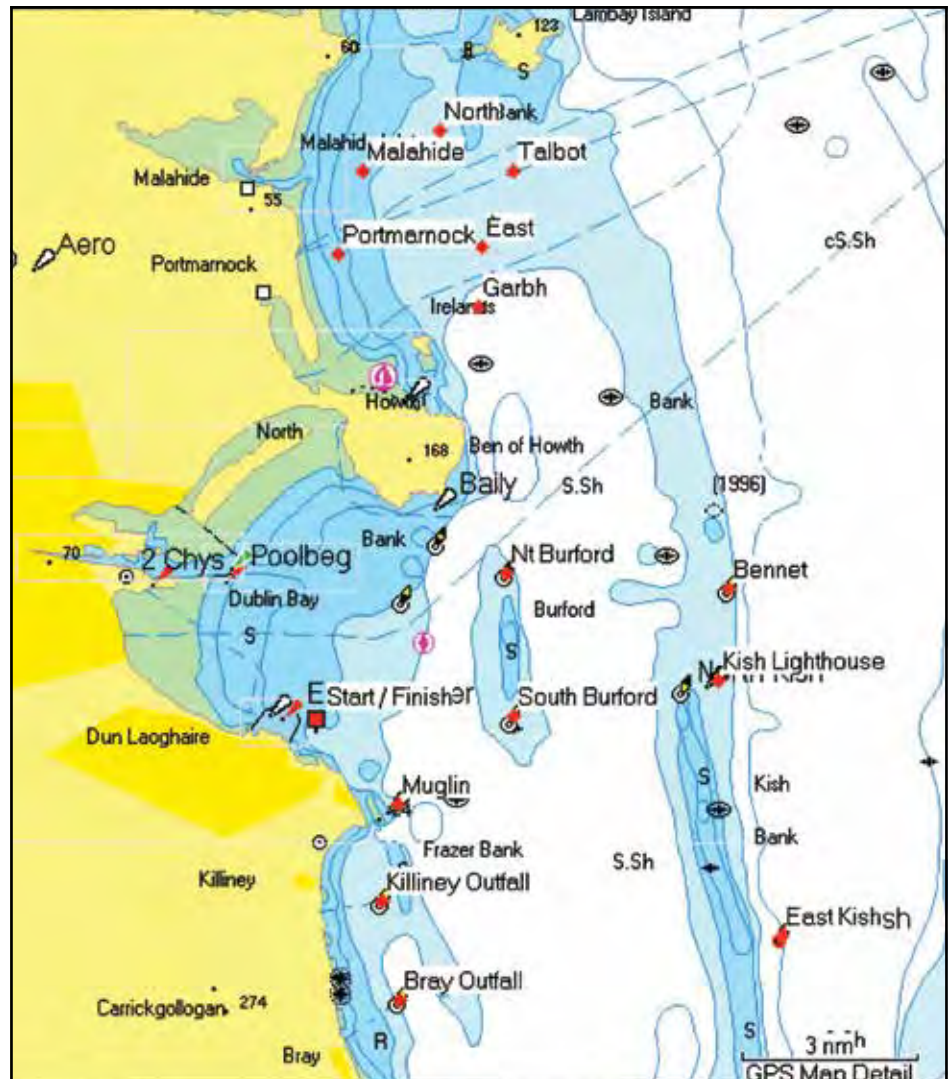 Lambay Island
123
60
S
North Bank
Malahide
Talbot
Malahide
55
Portmarnock
East
Aero
cS.Sh
Portmarnock
Garbh
Irelands
Howth
Bank
North
Ben of Howth
168
(1996)
S.Sh
Baily
Bank
70
2 Chys
Poolbeg
Nt Burford
Bennet
Dublin Bay
Burford
S
S
N
Kish Lighthouse
E
Start / Finish
South Burford
Dun Laoghaire
Muglin
S
Kish
Bank
Frazer Bank
S.Sh
Killiney
Killiney Outfall
East Kish
Bray Outfall
Carrickgollogan
274
S
R
3 nm
Bray
GPS Map Detail